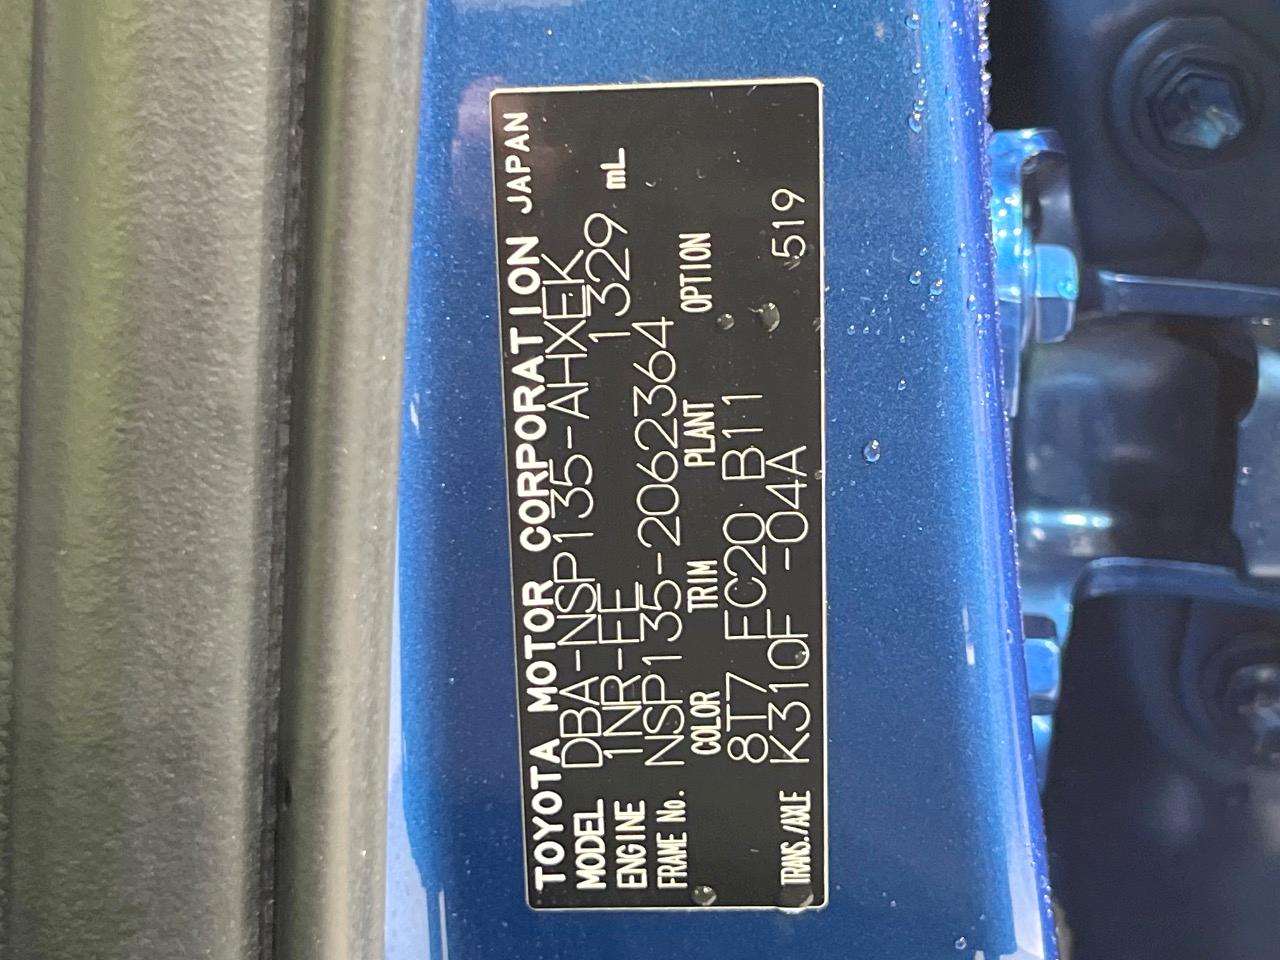 TOYOTA MOTOR CORPORATION JAPAN
MODEL DBA-NSP135-AHXEK
ENGINE 1NR-FE 1329 mL
FRAME No. NSP135-2062364
COLOR TRIM PLANT OPTION
8T7 FC20 B11
TRANS./AXLE K310F -04A 519